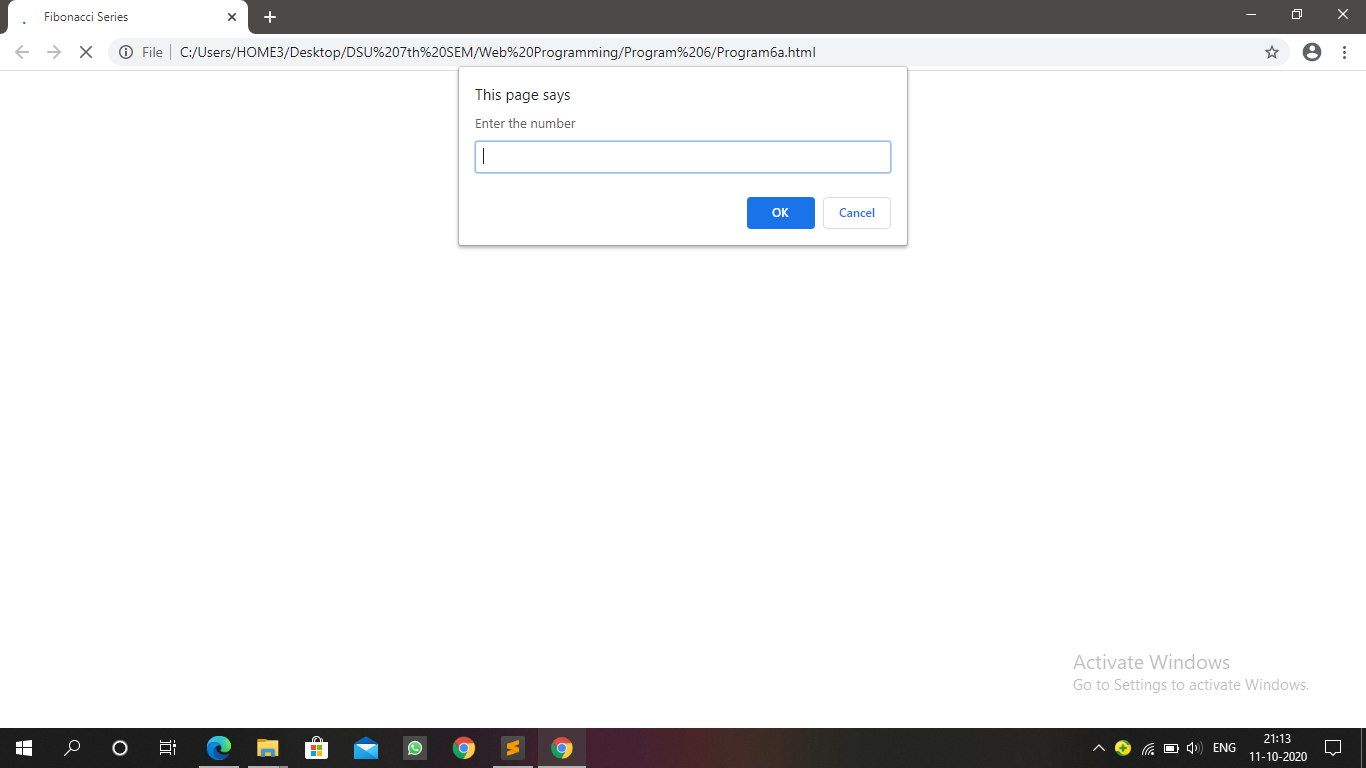 Fibonacci Series
File C:/Users/HOME3/Desktop/DSU%207th%20SEM/Web%20Programming/Program%206/Program6a.html
This page says
Enter the number
OK Cancel
Activate Windows
Go to Settings to activate Windows.
ENG
21:13
11-10-2020